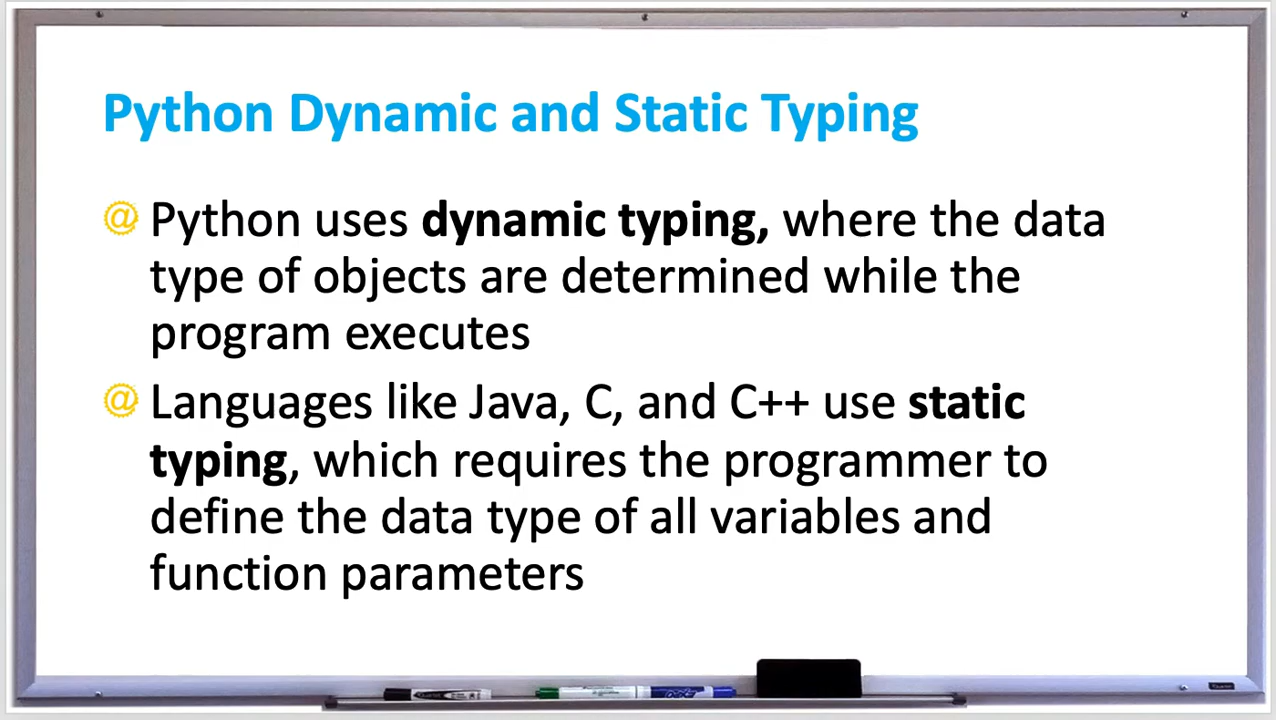 Python Dynamic and Static Typing
@ Python uses dynamic typing, where the data
type of objects are determined while the
program executes
@ Languages like Java, C, and C++ use static
typing, which requires the programmer to
define the data type of all variables and
function parameters